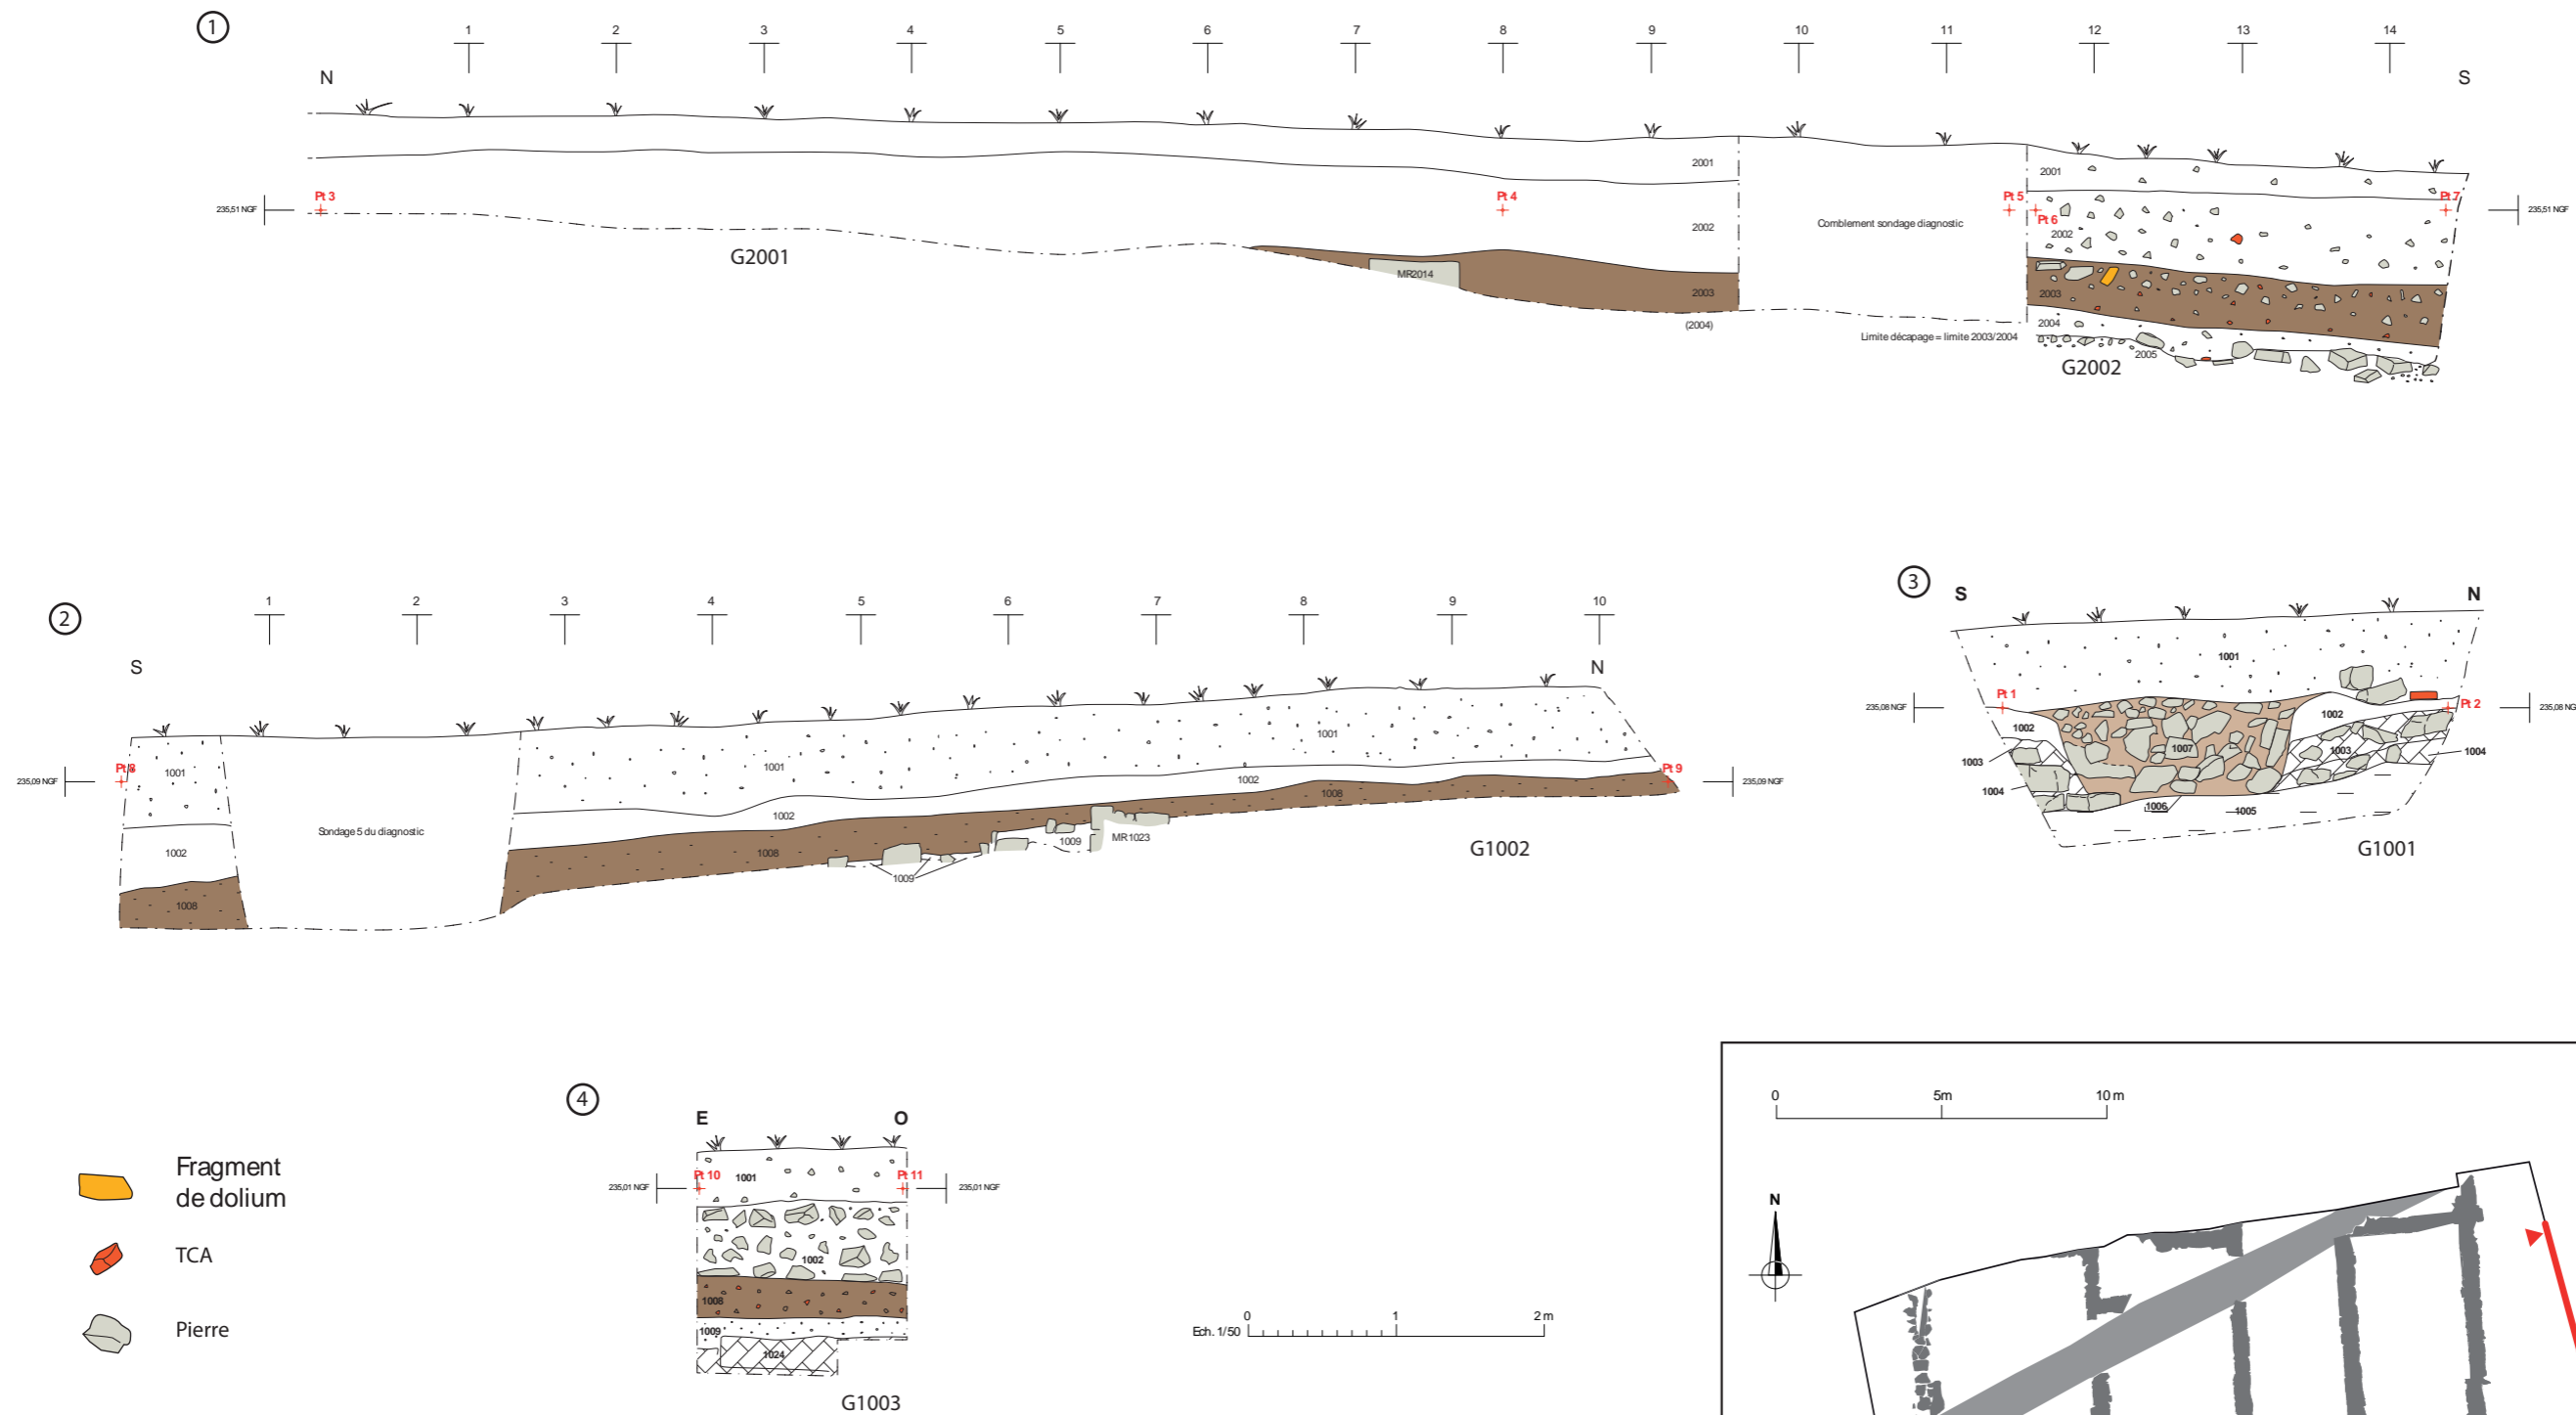 1
1 2 3 4 5 6 7 8 9 10 11 12 13 14
N S
2001
2001
Pt 3 Pt 4 Pt 5 Pt 6 Pt 7
235,51 NGF
235,51 NGF
2002
Comblement sondage diagnostic
2002
G2001
MR2014
2003
2003
(2004)
2004
Limite décapage = limite 2003/2004
2005
G2002
2
1 2 3 4 5 6 7 8 9 10
S N
1001
1001
1001
Pt 8
Pt 9
235,09 NGF
235,09 NGF
1002
1008
1002
Sondage 5 du diagnostic
1002
1008
1009
MR1023
1009
1008
G1002
3
S N
1001
Pt 1
Pt 2
235,08 NGF
235,08 NG
1002
1002
1007
1003
1003
1004
1004
1006
1005
G1001
4
E O
Pt 10 1001 Pt 11
235,01 NGF
235,01 NGF
1002
1008
1009
1024
G1003
Fragment
de dolium
TCA
Pierre
Ech. 1/50 0 1 2 m
0 5m 10 m
N